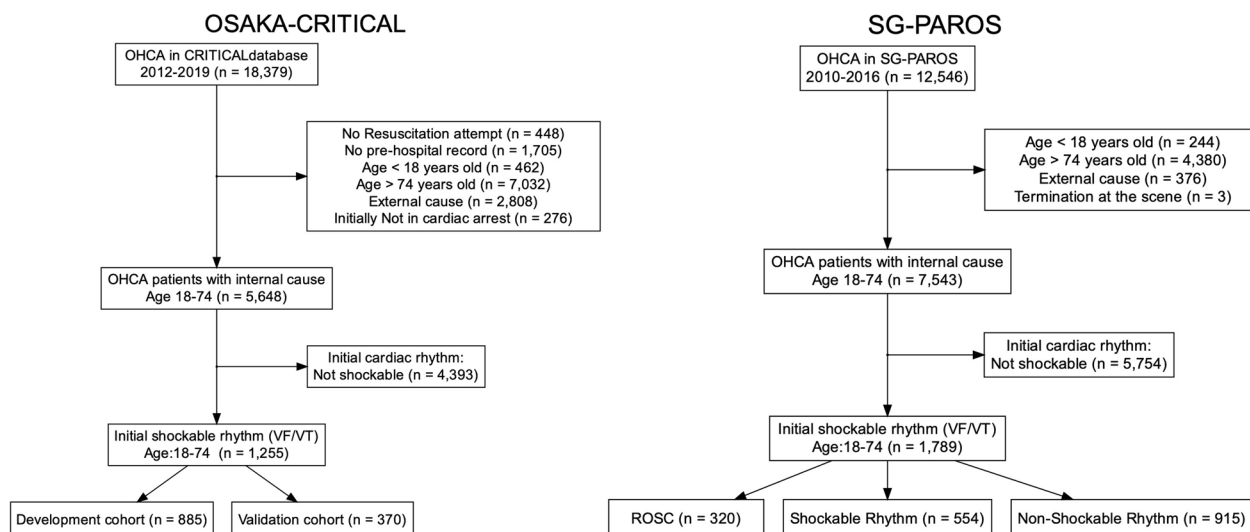 OSAKA-CRITICAL
OHCA in CRITICALdatabase
2012-2019 (n = 18,379)
No Resuscitation attempt (n = 448)
No pre-hospital record (n = 1,705)
Age < 18 years old (n = 462)
Age > 74 years old (n = 7,032)
External cause (n = 2,808)
Initially Not in cardiac arrest (n = 276)
OHCA patients with internal cause
Age 18-74 (n = 5,648)
Initial cardiac rhythm:
Not shockable (n = 4,393)
Initial shockable rhythm (VF/VT)
Age:18-74 (n = 1,255)
Development cohort (n = 885)
Validation cohort (n = 370)
SG-PAROS
OHCA in SG-PAROS
2010-2016 (n = 12,546)
Age < 18 years old (n = 244)
Age > 74 years old (n = 4,380)
External cause (n = 376)
Termination at the scene (n = 3)
OHCA patients with internal cause
Age 18-74 (n = 7,543)
Initial cardiac rhythm:
Not shockable (n = 5,754)
Initial shockable rhythm (VF/VT)
Age:18-74 (n = 1,789)
ROSC (n = 320)
Shockable Rhythm (n = 554)
Non-Shockable Rhythm (n = 915)